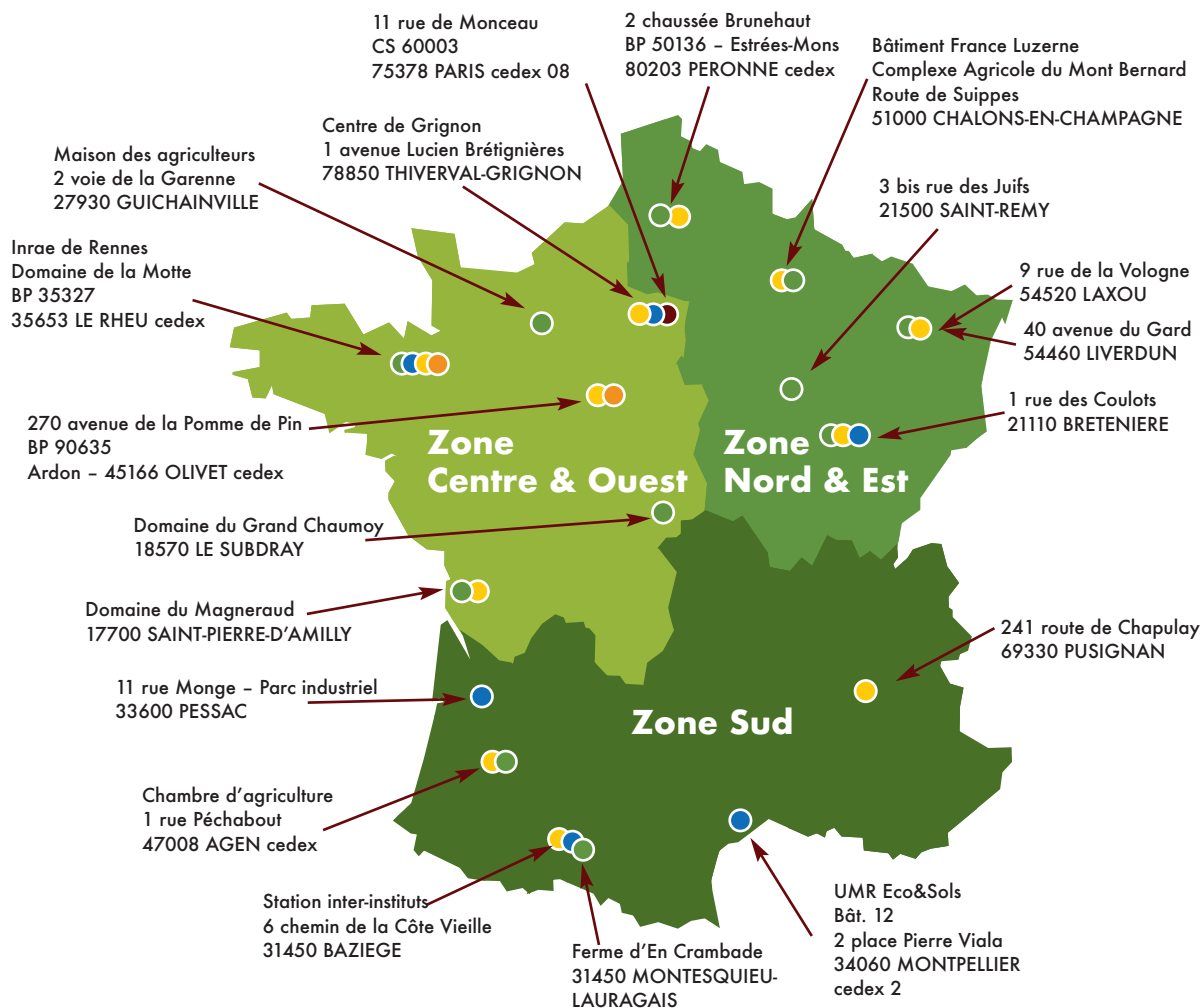 11 rue de Monceau
CS 60003
75378 PARIS cedex 08
2 chaussée Brunehaut
BP 50136 – Estrées-Mons
80203 PERONNE cedex
Bâtiment France Luzerne
Complexe Agricole du Mont Bernard
Route de Suippes
51000 CHALONS-EN-CHAMPAGNE
Centre de Grignon
1 avenue Lucien Brétignières
78850 THIVERVAL-GRIGNON
Maison des agriculteurs
2 voie de la Garenne
27930 GUICHAINVILLE
3 bis rue des Juifs
21500 SAINT-REMY
Inrae de Rennes
Domaine de la Motte
BP 35327
35653 LE RHEU cedex
9 rue de la Vologne
54520 LAXOU
40 avenue du Gard
54460 LIVERDUN
1 rue des Coulots
21110 BRETENIERE
270 avenue de la Pomme de Pin
BP 90635
Ardon – 45166 OLIVET cedex
Zone
Centre & Ouest
Zone
Nord & Est
Domaine du Grand Chaumoy
18570 LE SUBDRAY
Domaine du Magneraud
17700 SAINT-PIERRE-D’AMILLY
241 route de Chapulay
69330 PUSIGNAN
11 rue Monge – Parc industriel
33600 PESSAC
Zone Sud
Chambre d’agriculture
1 rue Péchabout
47008 AGEN cedex
Station inter-instituts
6 chemin de la Côte Vieille
31450 BAZIEGE
Ferme d’En Crambade
31450 MONTESQUIEU-
LAURAGAIS
UMR Eco&Sols
Bât. 12
2 place Pierre Viala
34060 MONTPELLIER
cedex 2